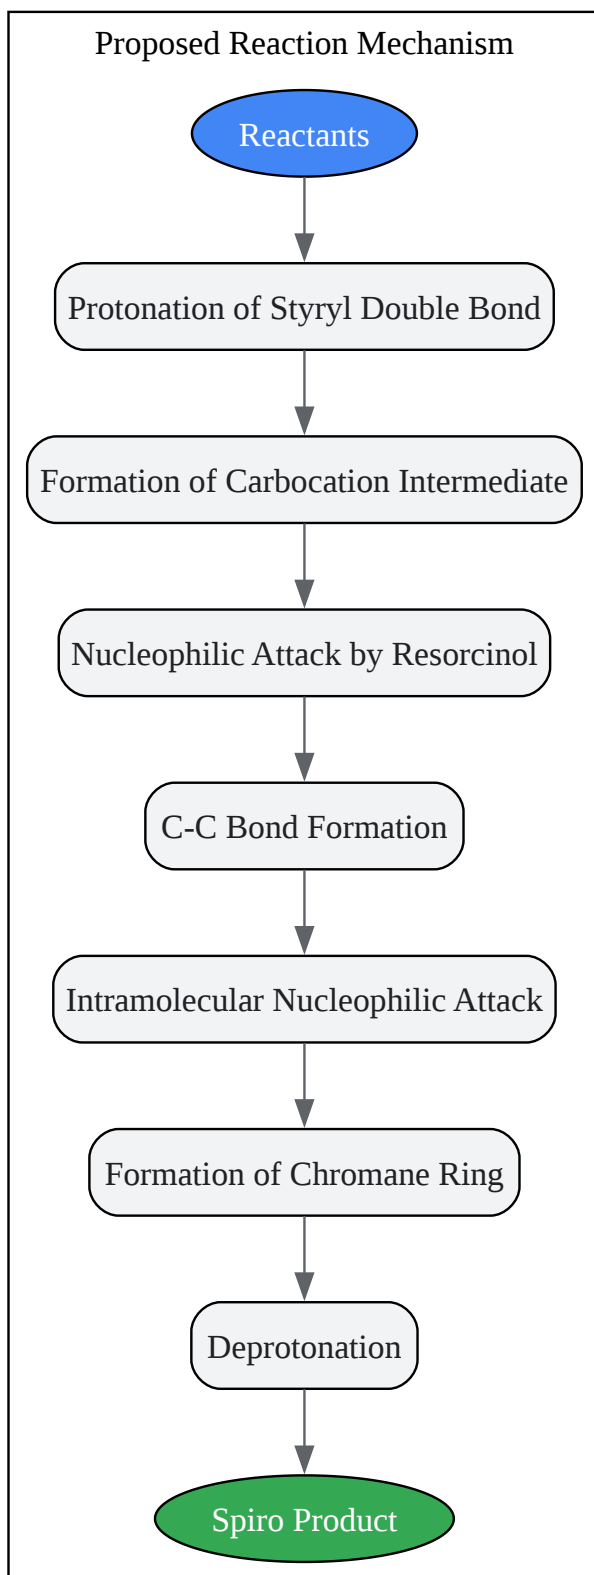 Proposed Reaction Mechanism
Reactants
Protonation of Styryl Double Bond
Formation of Carbocation Intermediate
Nucleophilic Attack by Resorcinol
C-C Bond Formation
Intramolecular Nucleophilic Attack
Formation of Chromane Ring
Deprotonation
Spiro Product